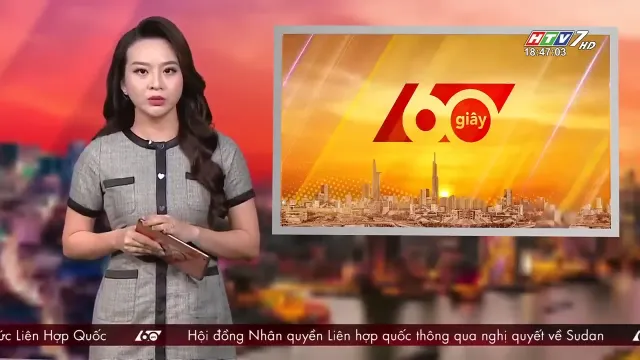 HTV7 HD
18:47:03
60 giây
ức Liên Hợp Quốc 60 Hội đồng Nhân quyền Liên hợp quốc thông qua nghị quyết về Sudan